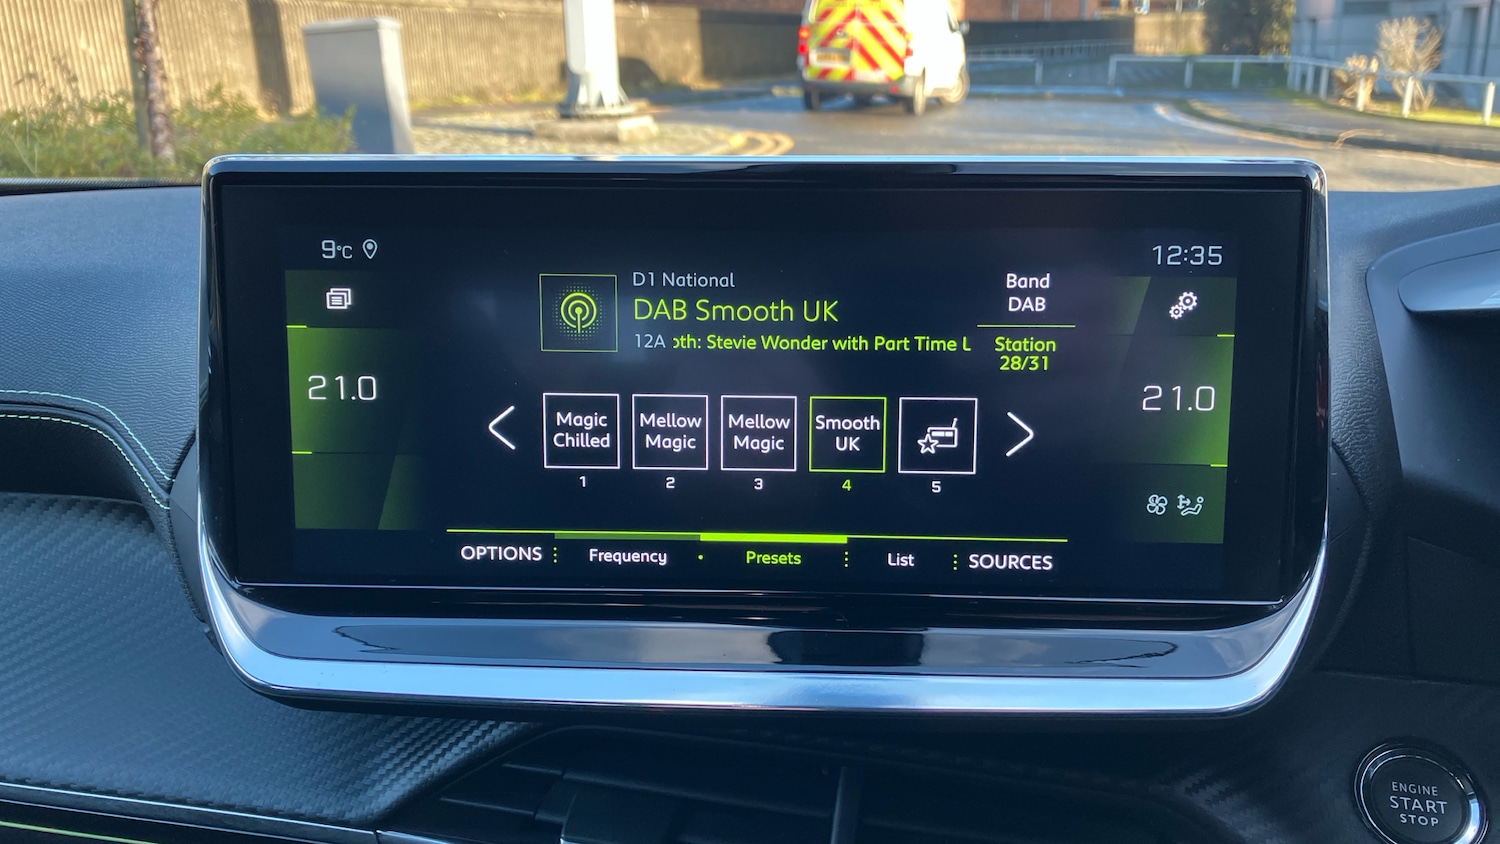 9°C
12:35
D1 National
DAB Smooth UK
12A oth: Stevie Wonder with Part Time L
Band
DAB
Station
28/31
21.0
21.0
Magic
Chilled
1
Mellow
Magic
2
Mellow
Magic
3
Smooth
UK
4
5
OPTIONS
Frequency
Presets
List
SOURCES
ENGINE
START
STOP